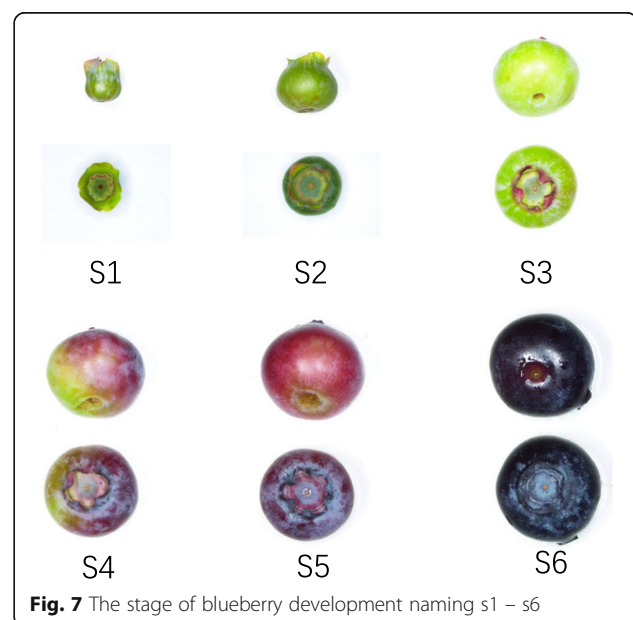 S1 S2 S3
S4 S5 S6
Fig. 7 The stage of blueberry development naming s1 – s6